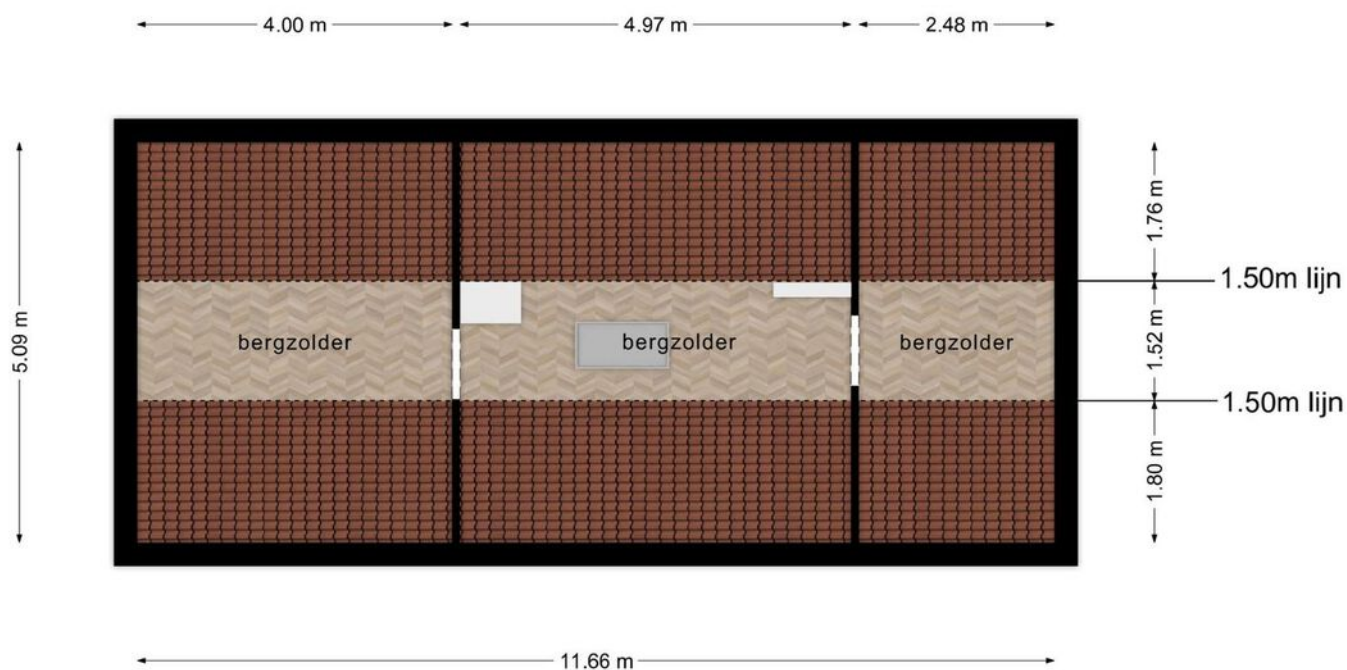 4.00 m
4.97 m
2.48 m
5.09 m
1.76 m
1.50m lijn
bergzolder
bergzolder
bergzolder
1.52 m
1.50m lijn
1.80 m
11.66 m